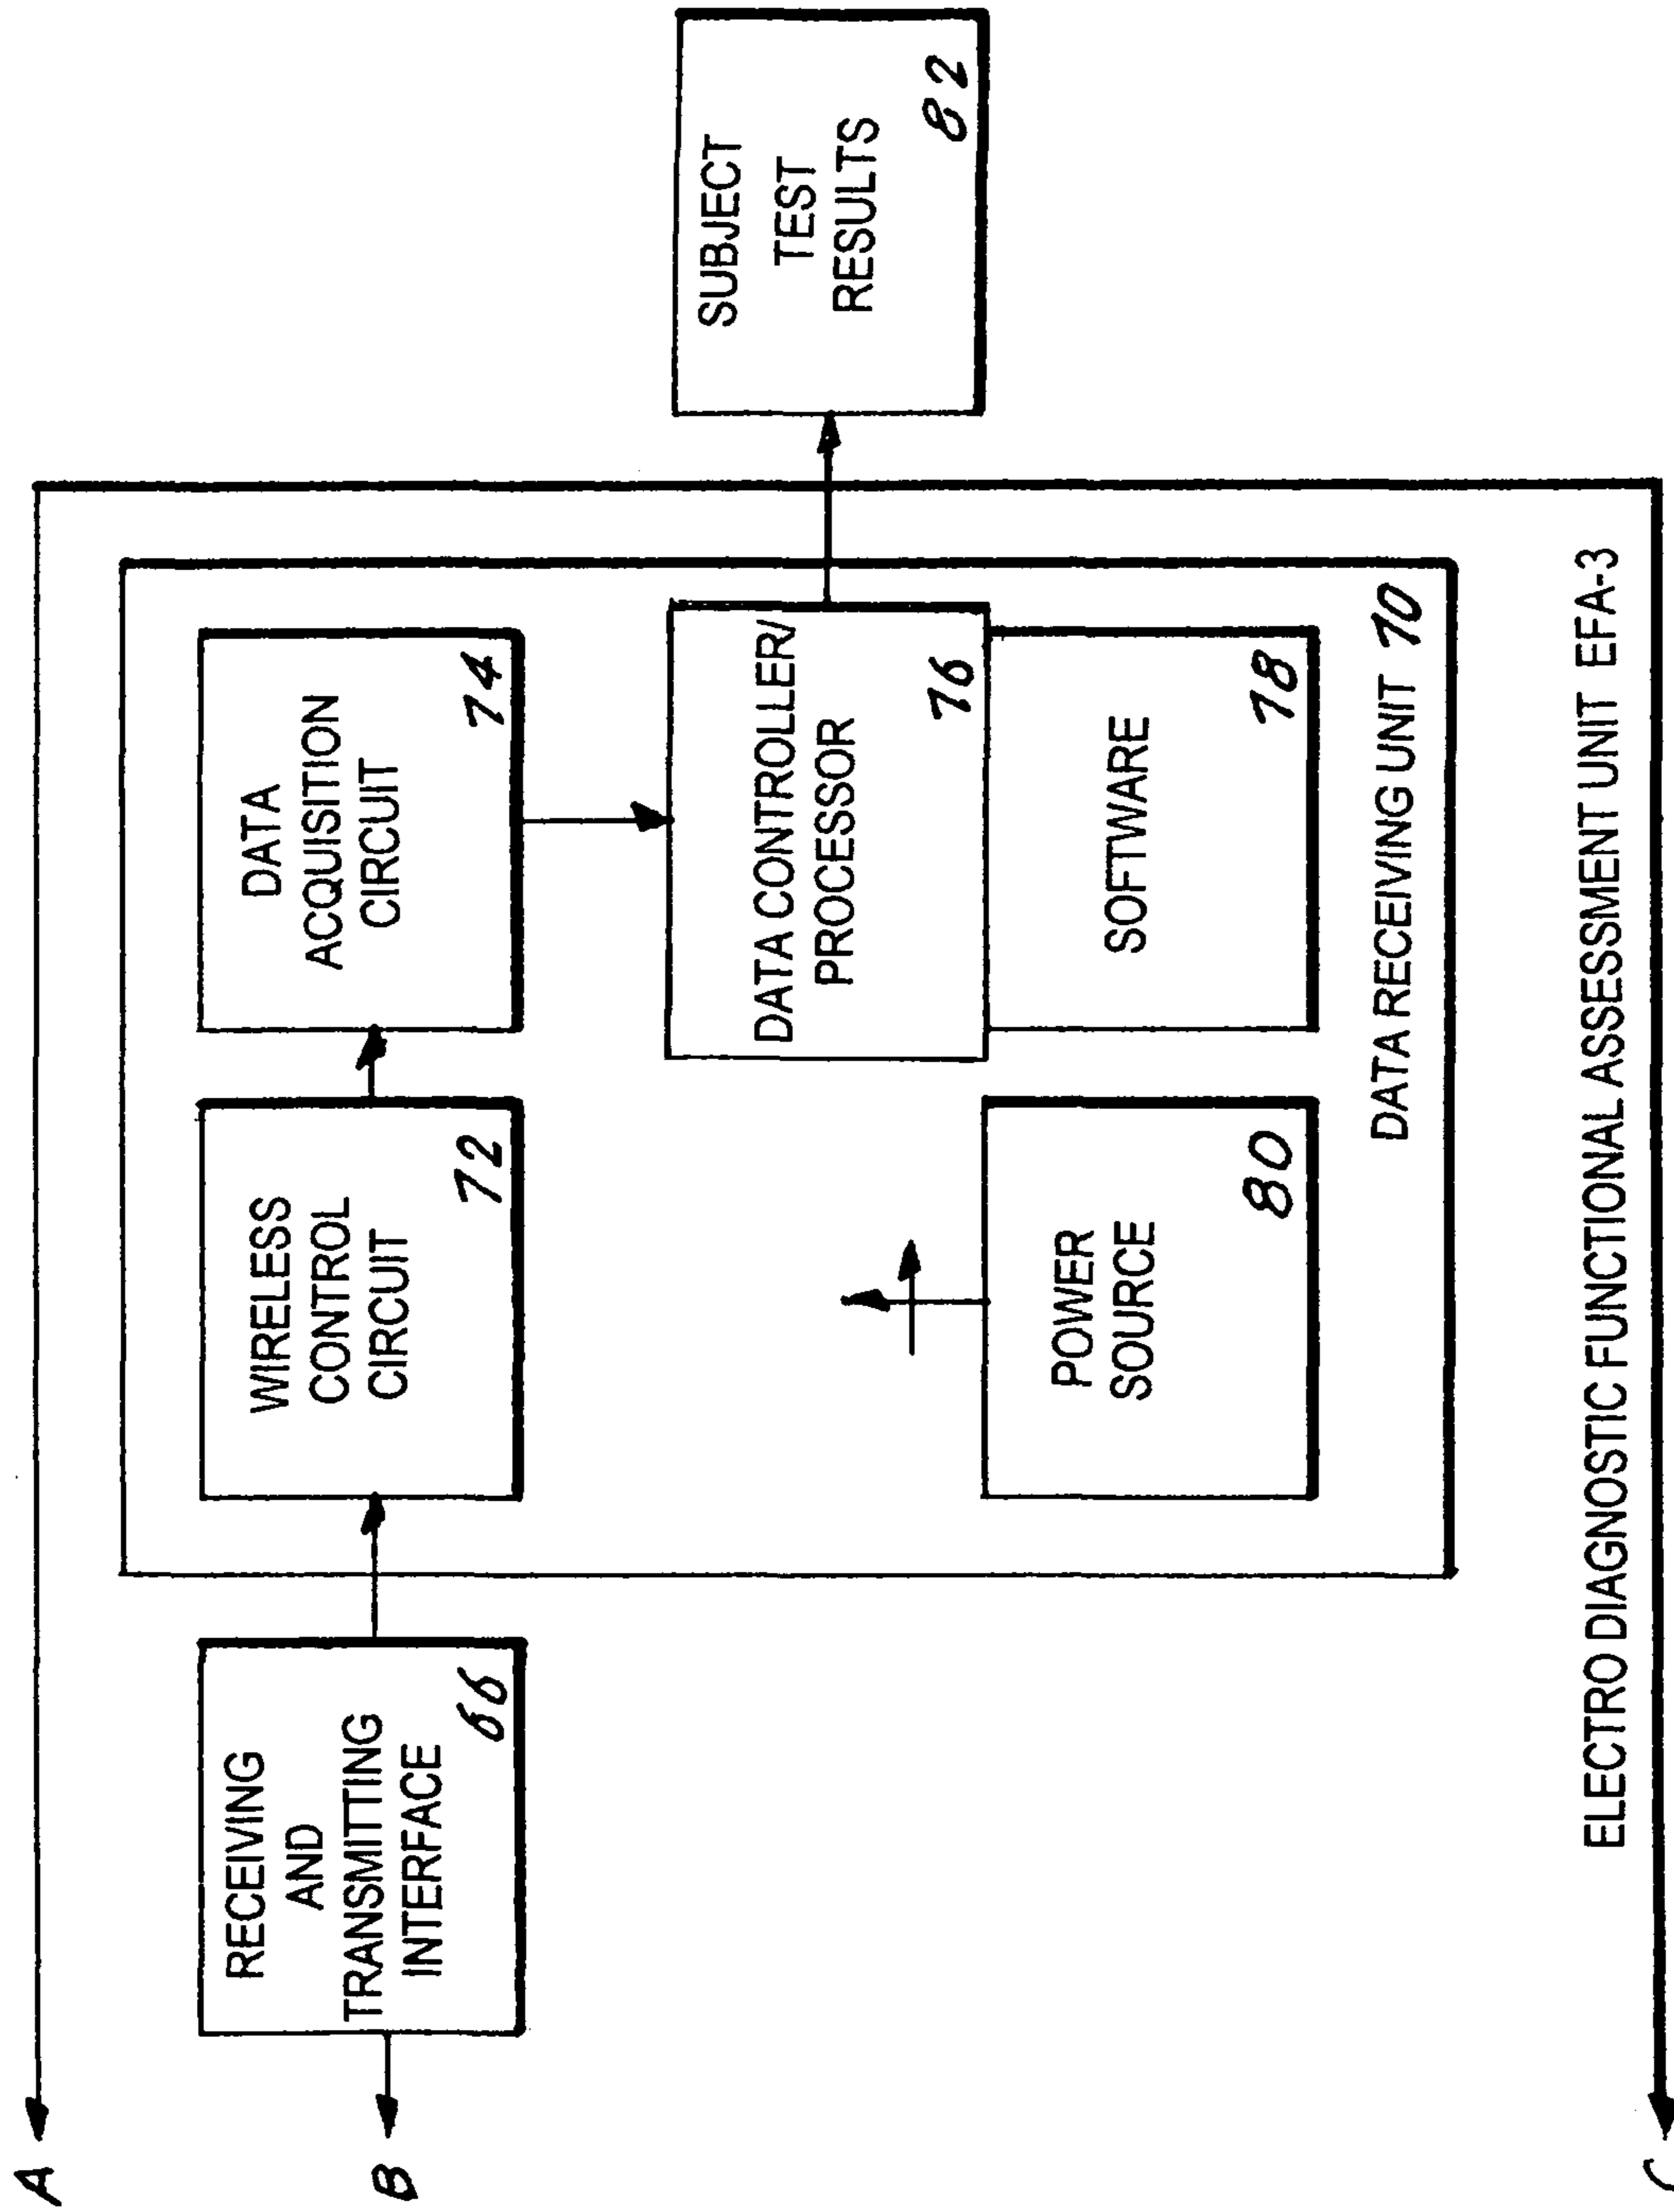 A
RECEIVING
AND
TRANSMITTING
INTERFACE
66
B
WIRELESS
CONTROL
CIRCUIT
72
DATA
ACQUISITION
CIRCUIT
74
DATA CONTROLLER/
PROCESSOR
76
SUBJECT
TEST
RESULTS
82
POWER
SOURCE
80
SOFTWARE
78
DATA RECEIVING UNIT 70
ELECTRO DIAGNOSTIC FUNCTIONAL ASSESSMENT UNIT EFA-3
C